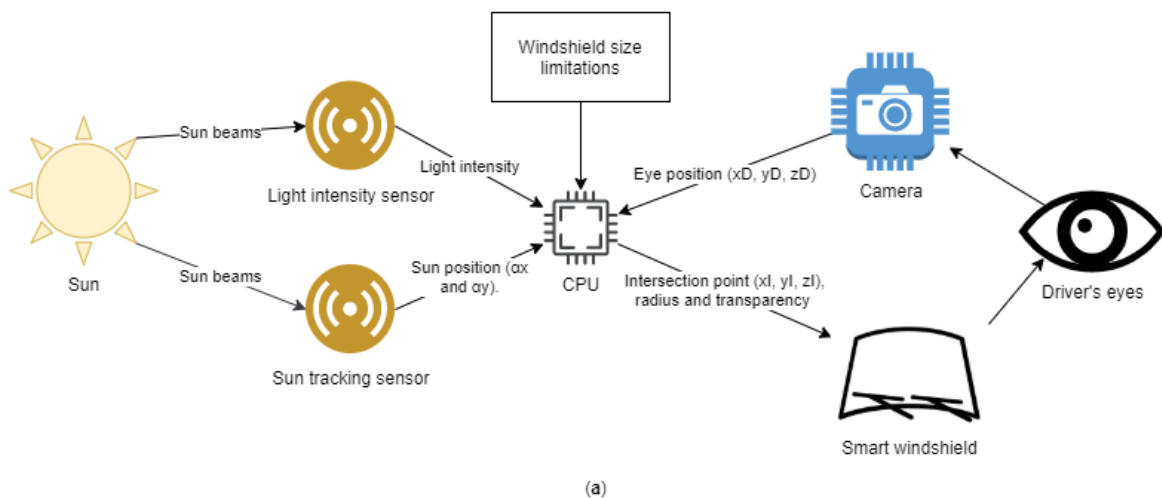 Windshield size
limitations
Sun beams
Light intensity
Light intensity sensor
Eye position (xD, yD, zD)
Camera
Sun
Sun beams
Sun position (αx
and αy).
CPU
Intersection point (xI, yI, zI),
radius and transparency
Driver's eyes
Sun tracking sensor
Smart windshield
(a)